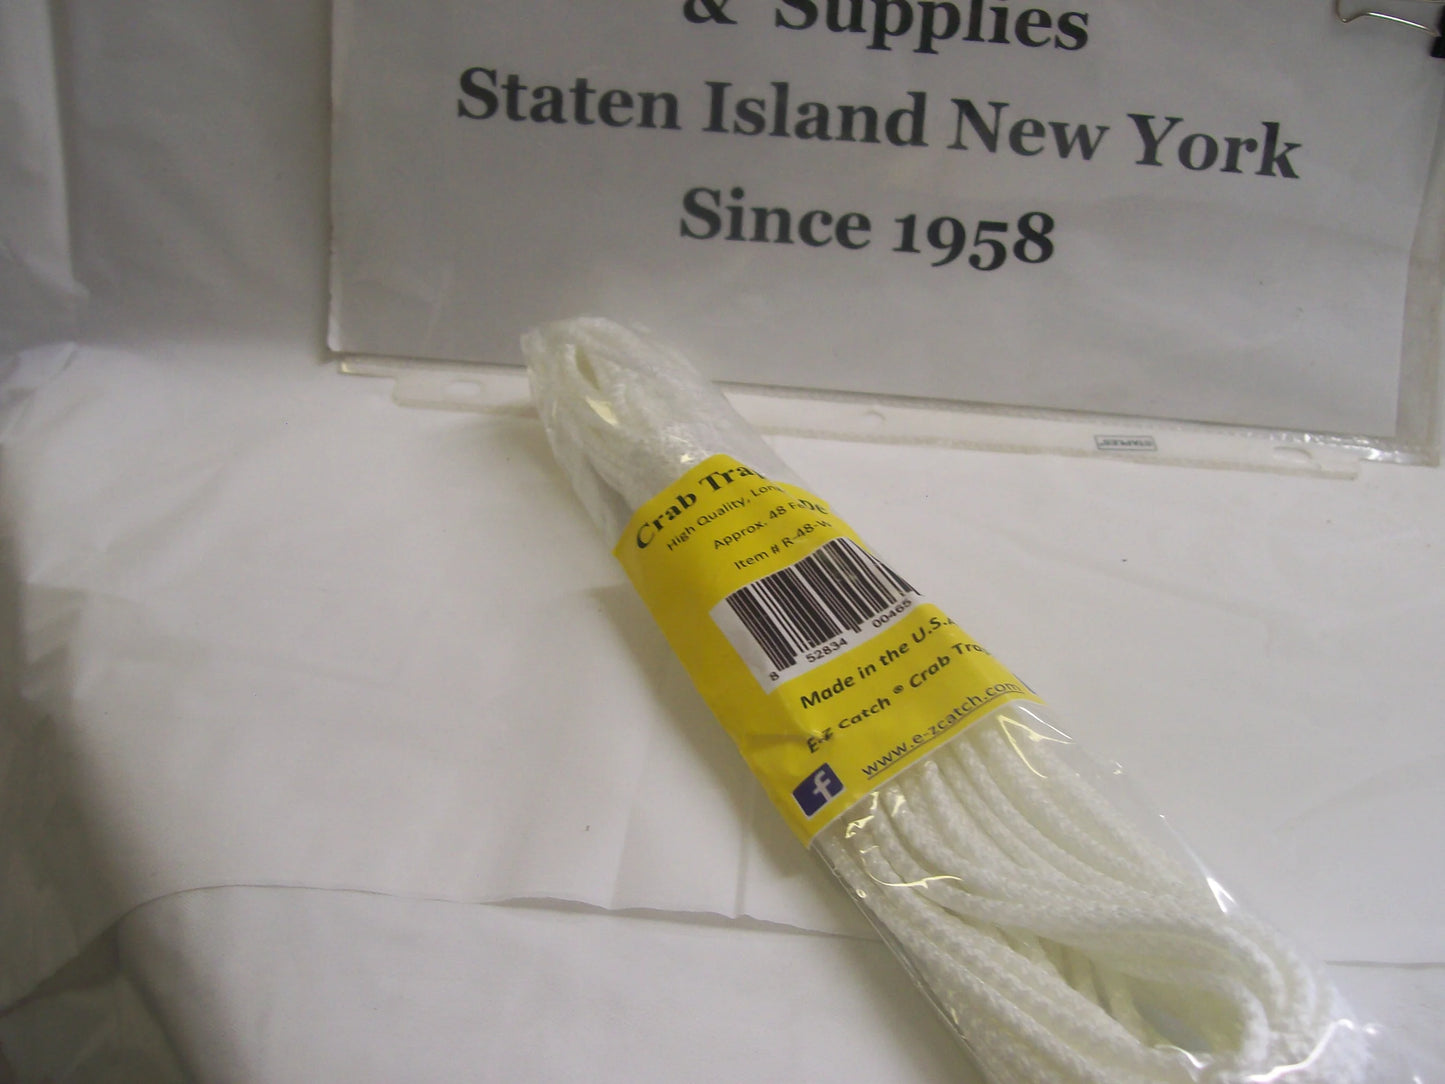 & Supplies
Staten Island New York
Since 1958
STAPLES
Crab Tra
High Quality, Lon
Approx. 48 F
Item # R-48-W
8 52834 00465
Made in the U.S.
E-Z Catch ® Crab Tra
www.e-zcatch.com
f